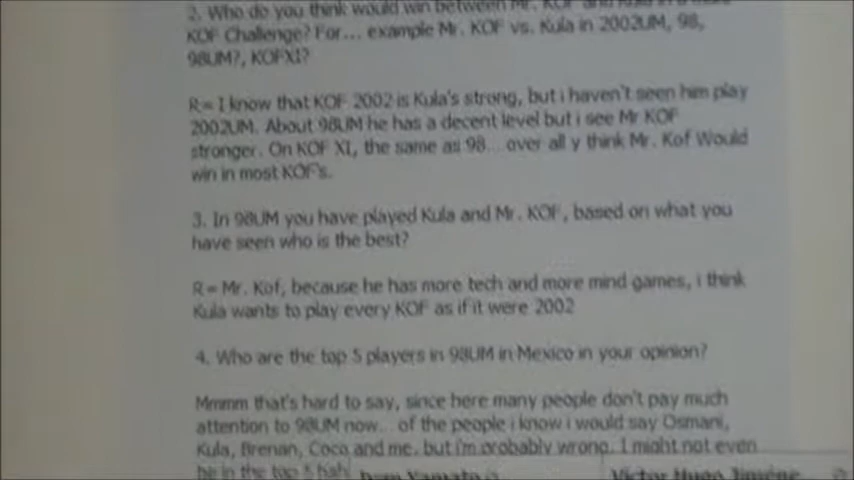 2. Who do you think would win between Mr. KOF and Kula in a
KOF Challenge? For... example Mr. KOF vs. Kula in 2002UM, 98,
98UM?, KOFXI?
R= I know that KOF 2002 is Kula's strong, but i haven't seen him play
2002UM. About 98UM he has a decent level but i see Mr KOF
stronger. On KOF XI, the same as 98... over all y think Mr. Kof Would
win in most KOF's.
3. In 98UM you have played Kula and Mr. KOF, based on what you
have seen who is the best?
R= Mr. Kof, because he has more tech and more mind games, i think
Kula wants to play every KOF as if it were 2002
4. Who are the top 5 players in 98UM in Mexico in your opinion?
Mmmm that's hard to say, since here many people don't pay much
attention to 98UM now... of the people i know i would say Osmani,
Kula, Brenan, Coco and me, but i'm probably wrong. I might not even
be in the top 5 hah
Yamato
Victor Hugo Jiméne